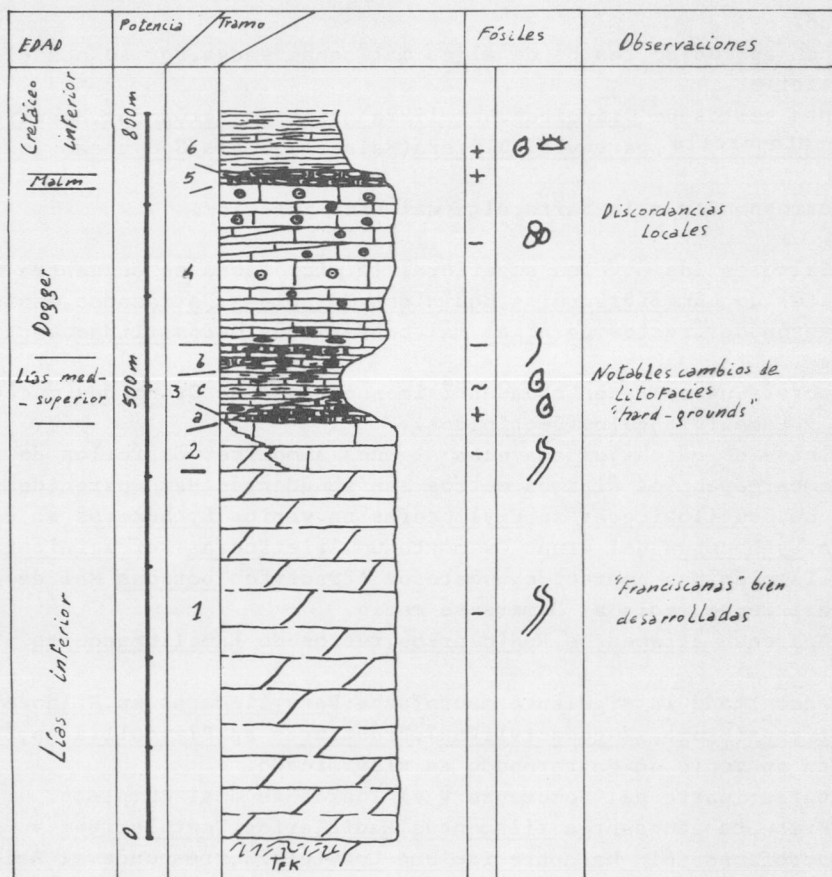 EDAD
Potencia
Tramo
Fósiles
Observaciones
Cretáceo
inferior
800m
6
+
5
+
Malm
Discordancias
locales
-
4
Dogger
b
-
Lías med.
- superior
500m
3
~
Notables cambios de
litofacies
"hard-grounds"
+
a
2
-
1
-
"Franciscanas" bien
desarrolladas
Lías inferior
0
TrK